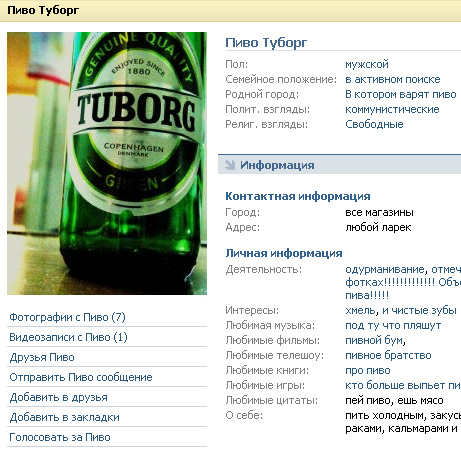 Пиво Туборг
GENUINE QUALITY
ENJOYED SINCE
1880
TUBORG
COPENHAGEN
DENMARK
GREEN
Фотографии с Пиво (7)
Видеозаписи с Пиво (1)
Друзья Пиво
Отправить Пиво сообщение
Добавить в друзья
Добавить в закладки
Голосовать за Пиво
Пиво Туборг
Пол: мужской
Семейное положение: в активном поиске
Родной город: В котором варят пиво
Полит. взгляды: коммунистические
Религ. взгляды: Свободные
Информация
Контактная информация
Город: все магазины
Адрес: любой ларек
Личная информация
Деятельность: одурманивание, отмеч
фотках!!!!!!!!!!!!! Объ
пива!!!!!
Интересы: хмель, и чистые зубы
Любимая музыка: под ту что пляшут
Любимые фильмы: пивной бум,
Любимые телешоу: пивное братство
Любимые книги: про пиво
Любимые игры: кто больше выпьет пи
Любимые цитаты: пей пиво, ешь мясо
О себе: пить холодным, закусы
раками, кальмарами и